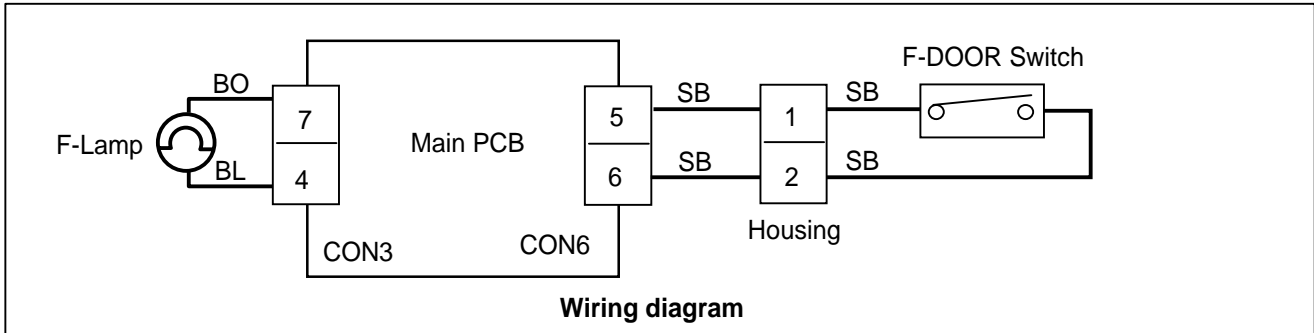 F-DOOR Switch
BO
SB
SB
7
5
1
F-Lamp
Main PCB
BL
SB
SB
4
6
2
Housing
CON3
CON6
Wiring diagram